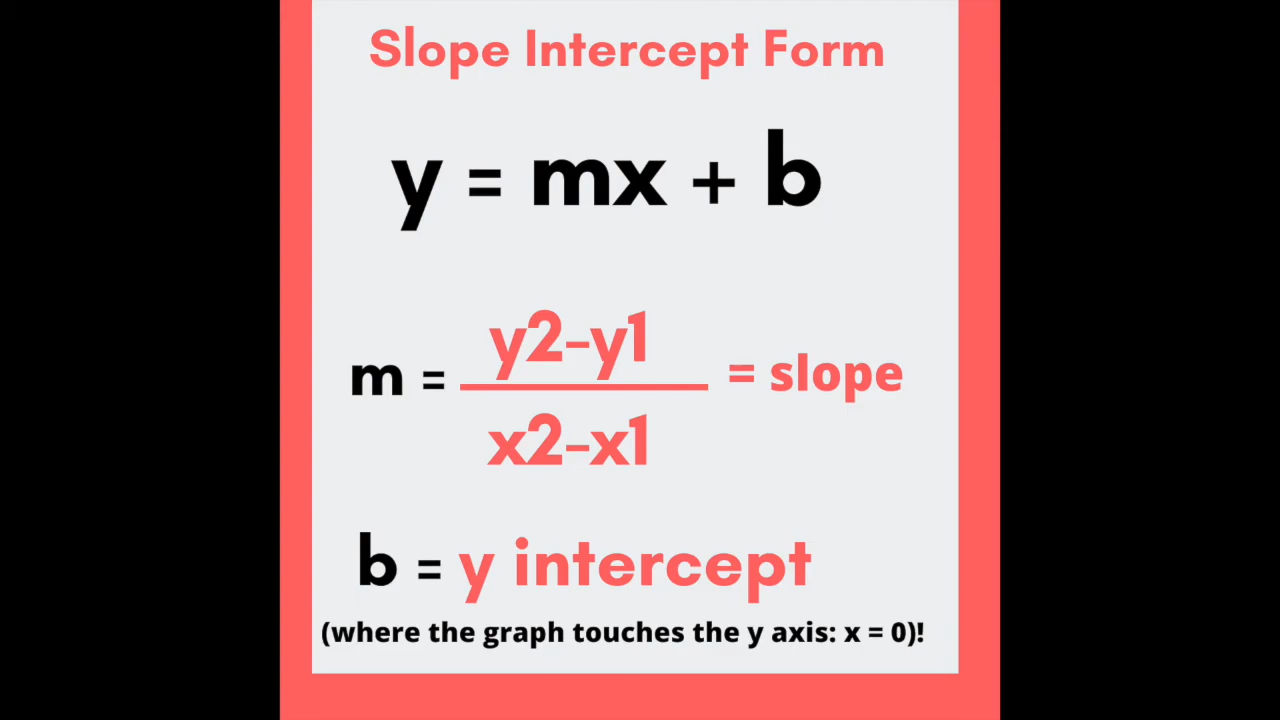 Slope Intercept Form
y = mx + b
y2-y1
m = = slope
x2-x1
b = y intercept
(where the graph touches the y axis: x = 0)!